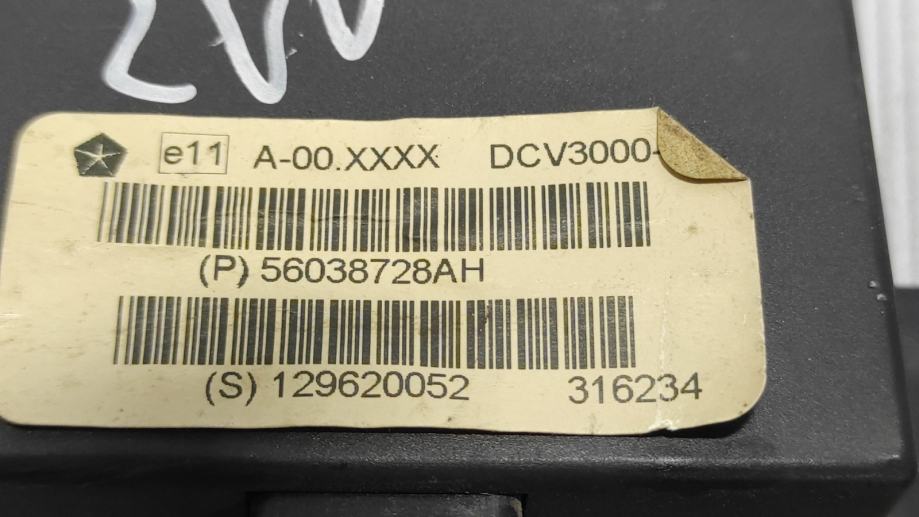 e11 A-00.XXXX DCV3000-
(P) 56038728AH
(S) 129620052 316234